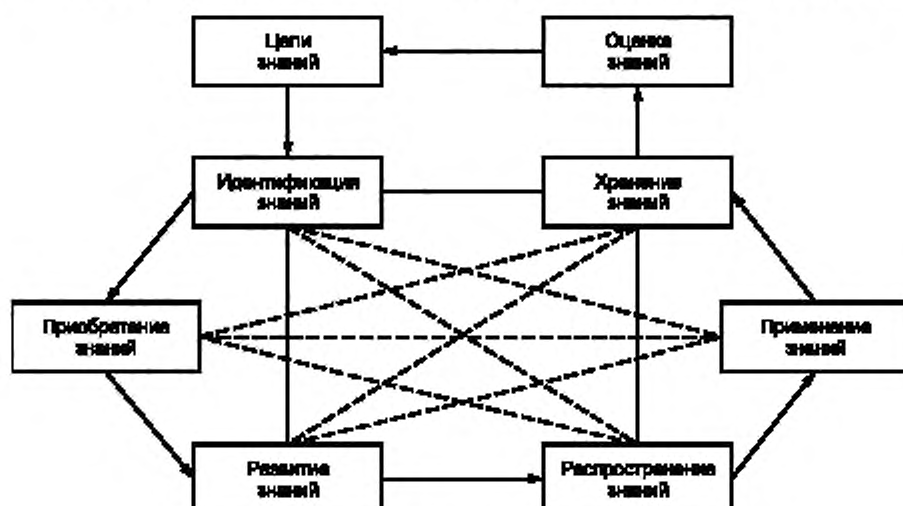 Цели
знаний
Оценка
знаний
Идентификация
знаний
Хранение
знаний
Приобретение
знаний
Применение
знаний
Развитие
знаний
Распространение
знаний